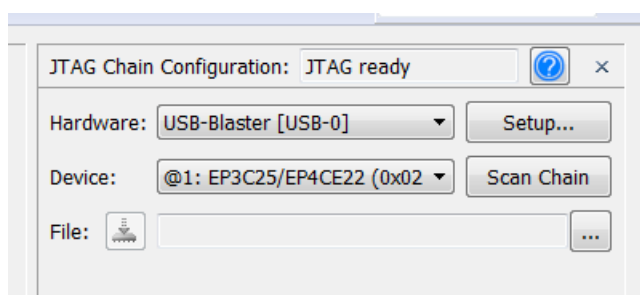 JTAG Chain Configuration: JTAG ready ×
Hardware: USB-Blaster [USB-0] Setup...
Device: @1: EP3C25/EP4CE22 (0x02 Scan Chain
File: ...